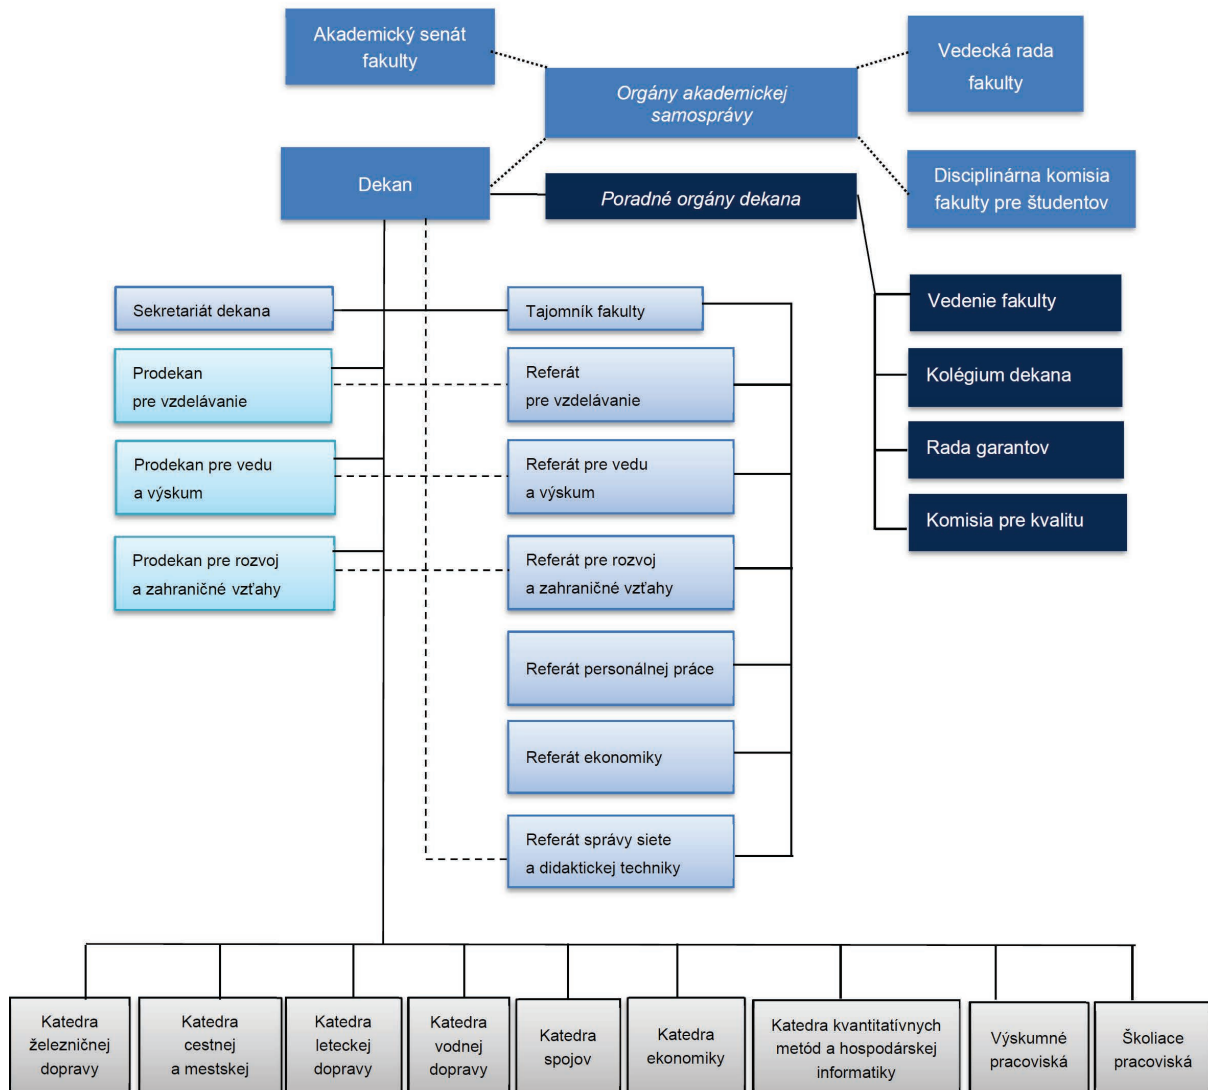 Akademický senát
fakulty
Vedecká rada
fakulty
Orgány akademickej
samosprávy
Dekan
Poradné orgány dekana
Disciplinárna komisia
fakulty pre študentov
Sekretariát dekana
Tajomník fakulty
Vedenie fakulty
Prodekan
pre vzdelávanie
Referát
pre vzdelávanie
Kolégium dekana
Prodekan pre vedu
a výskum
Referát pre vedu
a výskum
Rada garantov
Komisia pre kvalitu
Prodekan pre rozvoj
a zahraničné vzťahy
Referát pre rozvoj
a zahraničné vzťahy
Referát personálnej práce
Referát ekonomiky
Referát správy siete
a didaktickej techniky
Katedra
železničnej
dopravy
Katedra
cestnej
a mestskej
Katedra
leteckej
dopravy
Katedra
vodnej
dopravy
Katedra
spojov
Katedra
ekonomiky
Katedra kvantitatívnych
metód a hospodárskej
informatiky
Výskumné
pracoviská
Školiace
pracoviská